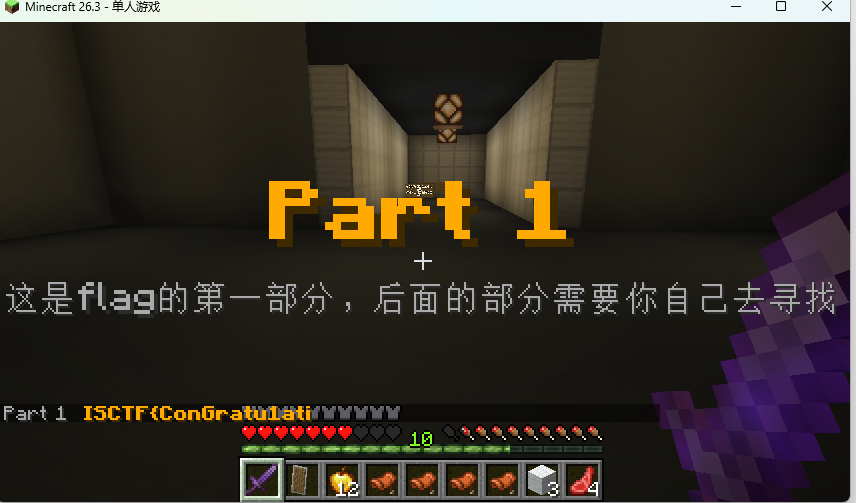 Minecraft 26.3 - 单人游戏
Part 1
这是flag的第一部分，后面的部分需要你自己去寻找
Part 1 ISCTF{ConGratulati
10
12
3
4